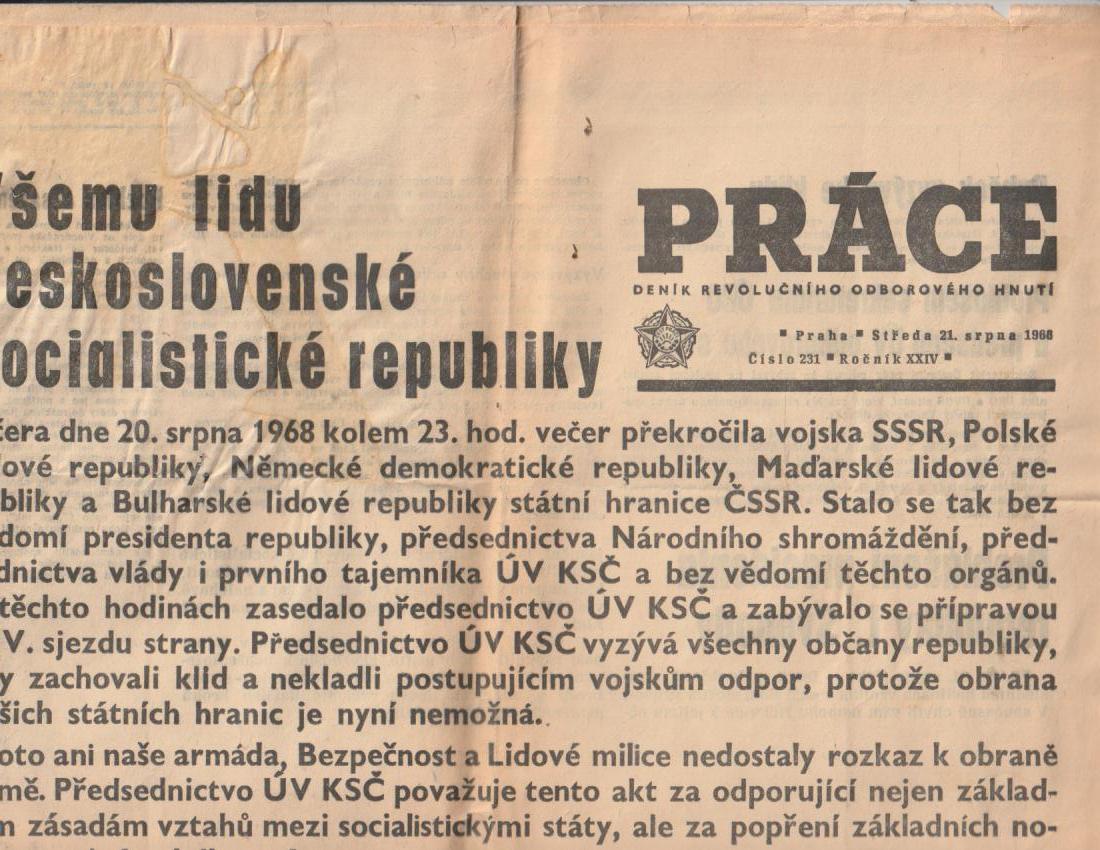 šemu lidu
eskoslovenské
ocialistické republiky
PRÁCE
DENÍK REVOLUČNÍHO ODBOROVÉHO HNUTÍ
Praha ■ Středa 21. srpna 1968
Číslo 231 ■ Ročník XXIV ■
čera dne 20. srpna 1968 kolem 23. hod. večer překročila vojska SSSR, Polské
ové republiky, Německé demokratické republiky, Maďarské lidové re-
bliky a Bulharské lidové republiky státní hranice ČSSR. Stalo se tak bez
domí presidenta republiky, předsednictva Národního shromáždění, před-
dnictva vlády i prvního tajemníka ÚV KSČ a bez vědomí těchto orgánů.
těchto hodinách zasedalo předsednictvo ÚV KSČ a zabývalo se přípravou
V. sjezdu strany. Předsednictvo ÚV KSČ vyzývá všechny občany republiky,
y zachovali klid a nekladli postupujícím vojskům odpor, protože obrana
šich státních hranic je nyní nemožná.
oto ani naše armáda, Bezpečnost a Lidové milice nedostaly rozkaz k obraně
mě. Předsednictvo ÚV KSČ považuje tento akt za odporující nejen základ-
m zásadám vztahů mezi socialistickými státy, ale za popření základních no-